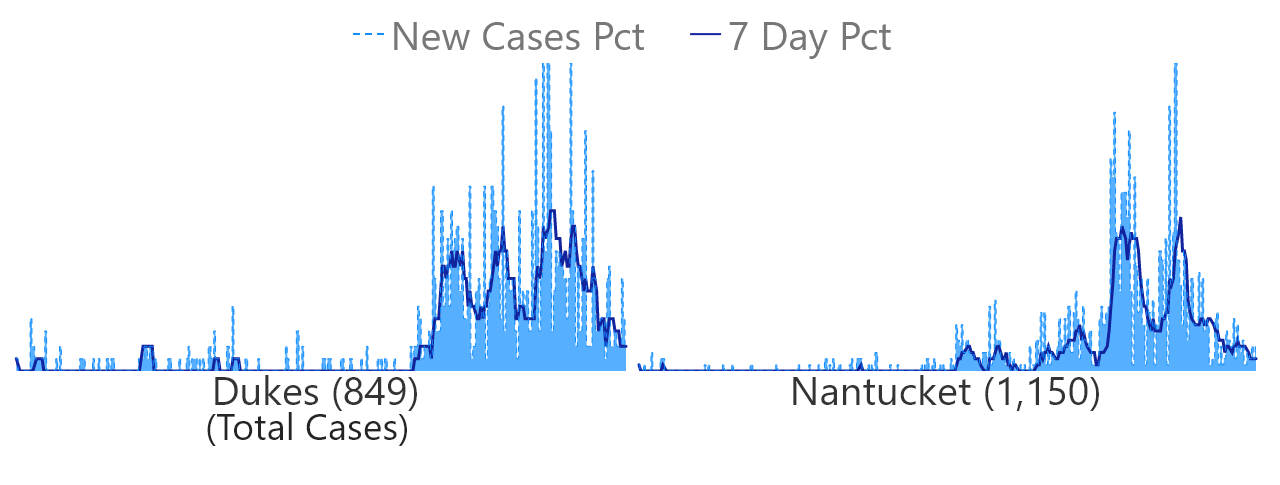 New Cases Pct 7 Day Pct
Dukes (849) Nantucket (1,150)
(Total Cases)